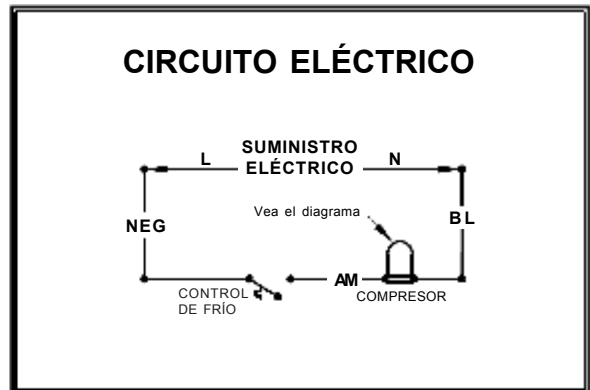 CIRCUITO ELÉCTRICO
L SUMINISTRO ELÉCTRICO N
NEG
Vea el diagrama
BL
CONTROL DE FRÍO
AM
COMPRESOR